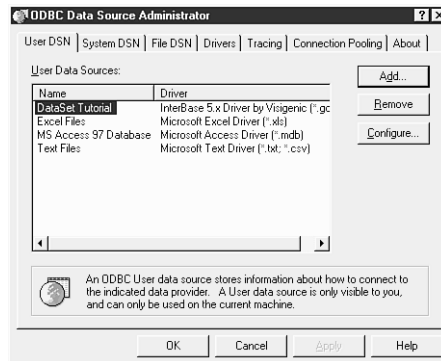 ODBC Data Source Administrator
User DSN System DSN File DSN Drivers Tracing Connection Pooling About
User Data Sources:
Name Driver
DataSet Tutorial InterBase 5.x Driver by Visigenic (*.gc
Excel Files Microsoft Excel Driver (*.xls)
MS Access 97 Database Microsoft Access Driver (*.mdb)
Text Files Microsoft Text Driver (*.txt; *.csv)
Add...
Remove
Configure...
An ODBC User data source stores information about how to connect to
the indicated data provider. A User data source is only visible to you,
and can only be used on the current machine.
OK Cancel Apply Help